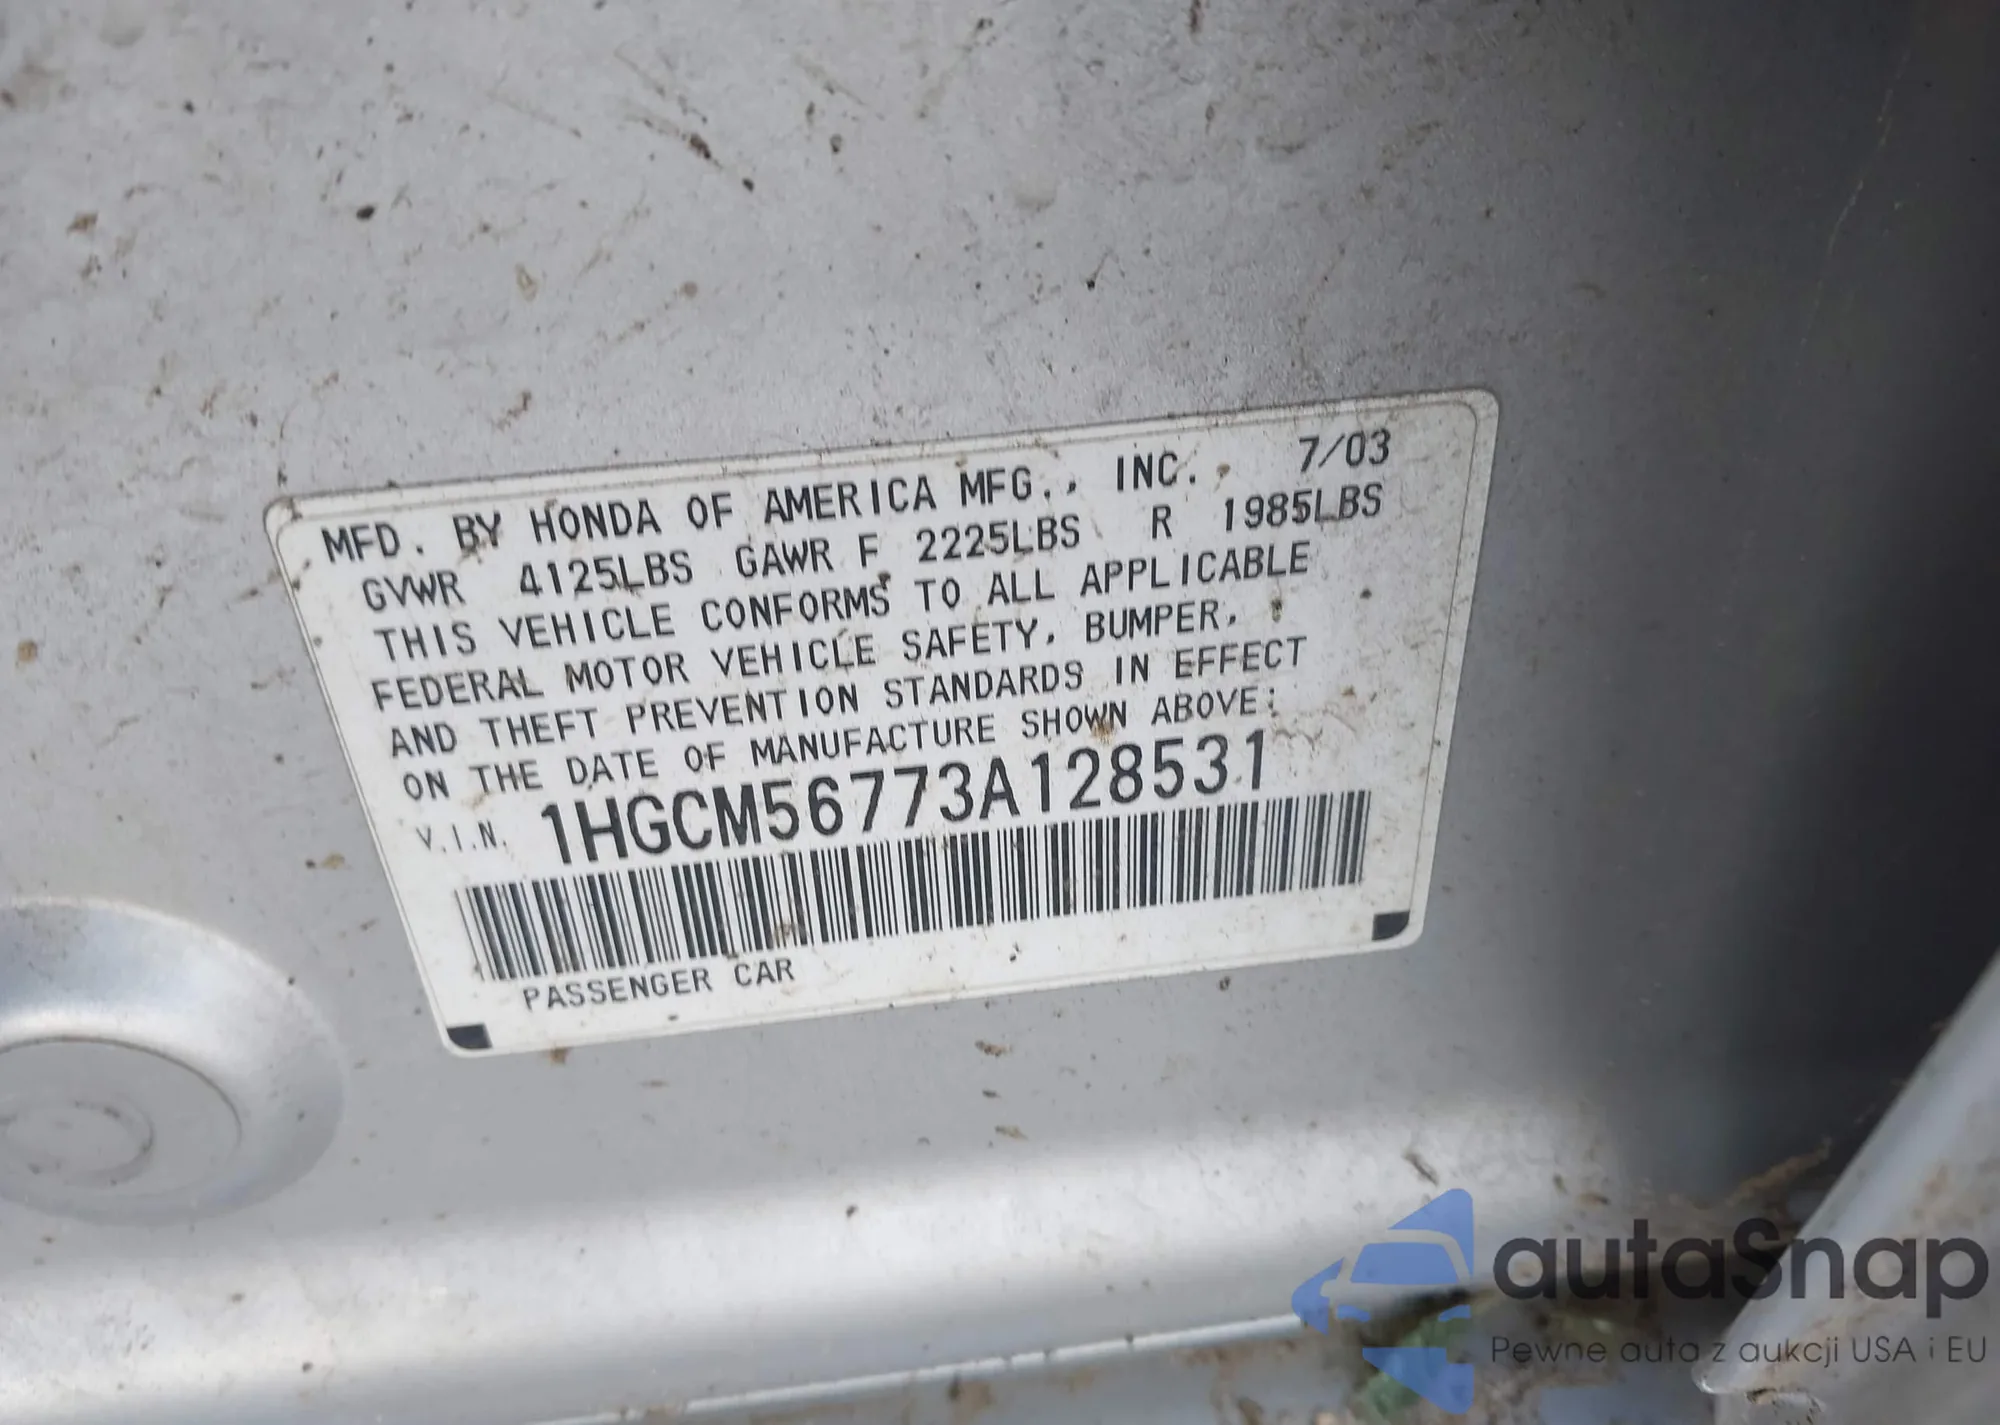 MFD. BY HONDA OF AMERICA MFG., INC. 7/03
GVWR 4125LBS GAWR F 2225LBS R 1985LBS
THIS VEHICLE CONFORMS TO ALL APPLICABLE
FEDERAL MOTOR VEHICLE SAFETY, BUMPER,
AND THEFT PREVENTION STANDARDS IN EFFECT
ON THE DATE OF MANUFACTURE SHOWN ABOVE:
V.I.N. 1HGCM56773A128531
PASSENGER CAR
autaSnap
Pewne auta z aukcji USA i EU